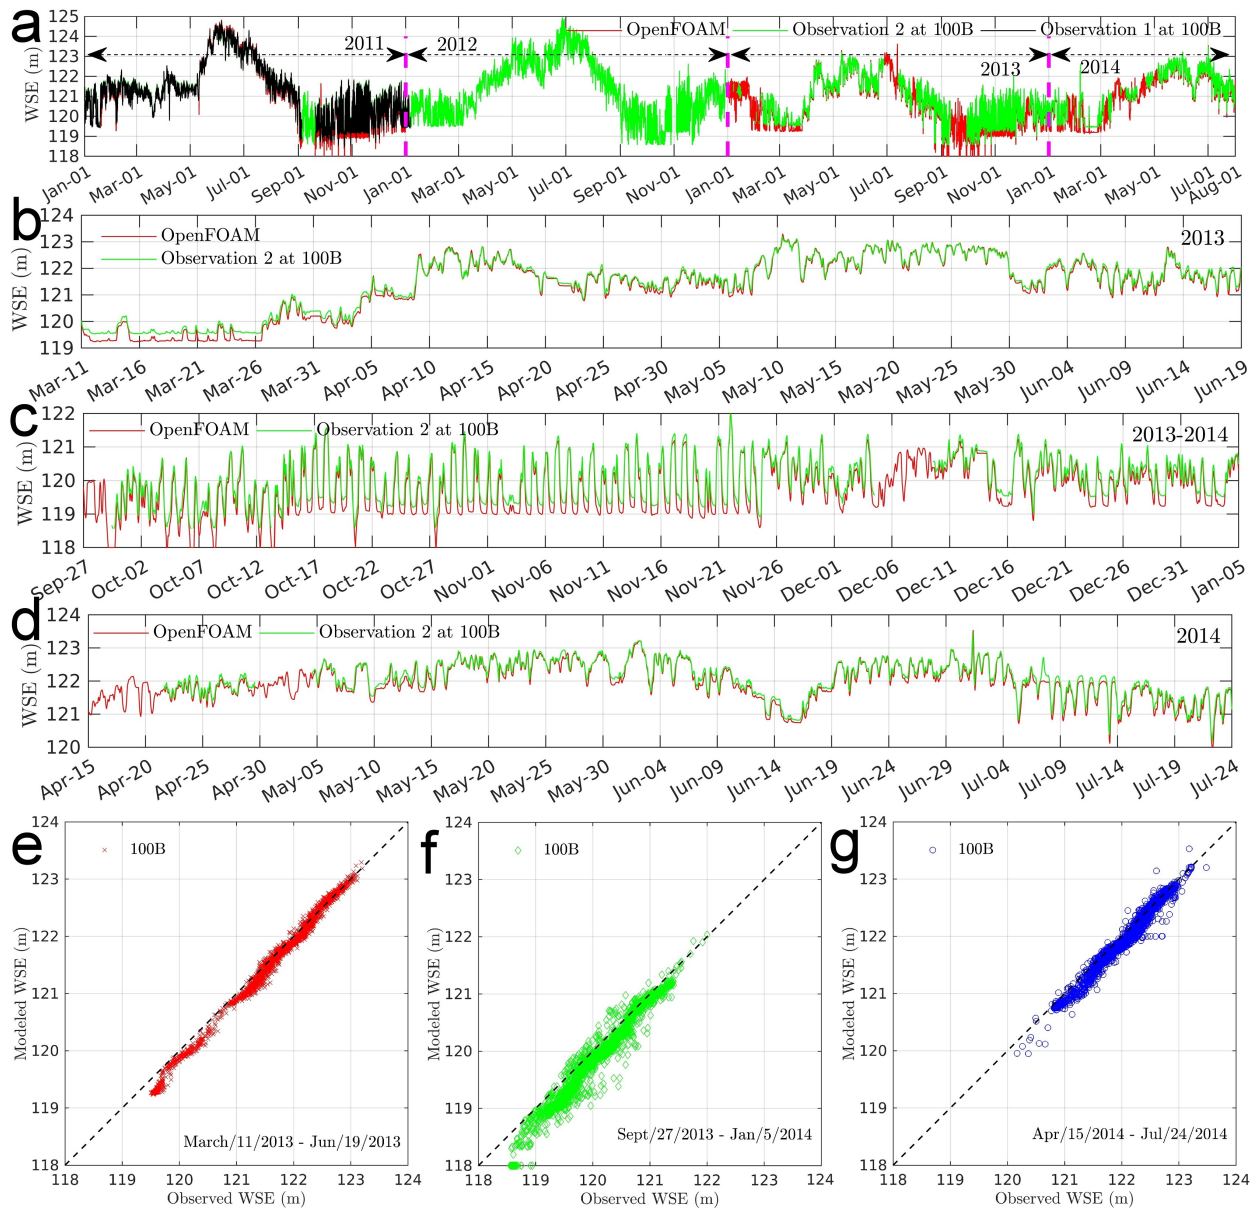 a
WSE (m)
125
124
123
122
121
120
119
118
OpenFOAM
Observation 2 at 100B
Observation 1 at 100B
2011
2012
2013
2014
Jan-01
Mar-01
May-01
Jul-01
Sep-01
Nov-01
Jan-01
Mar-01
May-01
Jul-01
Sep-01
Nov-01
Jan-01
Mar-01
May-01
Jul-01
Sep-01
Nov-01
Jan-01
Mar-01
May-01
Jul-01
Aug-01
b
WSE (m)
124
123
122
121
120
119
OpenFOAM
Observation 2 at 100B
2013
Mar-11
Mar-16
Mar-21
Mar-26
Mar-31
Apr-05
Apr-10
Apr-15
Apr-20
Apr-25
Apr-30
May-05
May-10
May-15
May-20
May-25
May-30
Jun-04
Jun-09
Jun-14
Jun-19
c
WSE (m)
122
121
120
119
118
OpenFOAM
Observation 2 at 100B
2013-2014
Sep-27
Oct-02
Oct-07
Oct-12
Oct-17
Oct-22
Oct-27
Nov-01
Nov-06
Nov-11
Nov-16
Nov-21
Nov-26
Dec-01
Dec-06
Dec-11
Dec-16
Dec-21
Dec-26
Dec-31
Jan-05
d
WSE (m)
124
123
122
121
120
OpenFOAM
Observation 2 at 100B
2014
Apr-15
Apr-20
Apr-25
Apr-30
May-05
May-10
May-15
May-20
May-25
May-30
Jun-04
Jun-09
Jun-14
Jun-19
Jun-24
Jun-29
Jul-04
Jul-09
Jul-14
Jul-19
Jul-24
e
Modeled WSE (m)
124
123
122
121
120
119
118
100B
March/11/2013 - Jun/19/2013
118
119
120
121
122
123
124
Observed WSE (m)
f
Modeled WSE (m)
124
123
122
121
120
119
118
100B
Sept/27/2013 - Jan/5/2014
118
119
120
121
122
123
124
Observed WSE (m)
g
Modeled WSE (m)
124
123
122
121
120
119
118
100B
Apr/15/2014 - Jul/24/2014
118
119
120
121
122
123
124
Observed WSE (m)